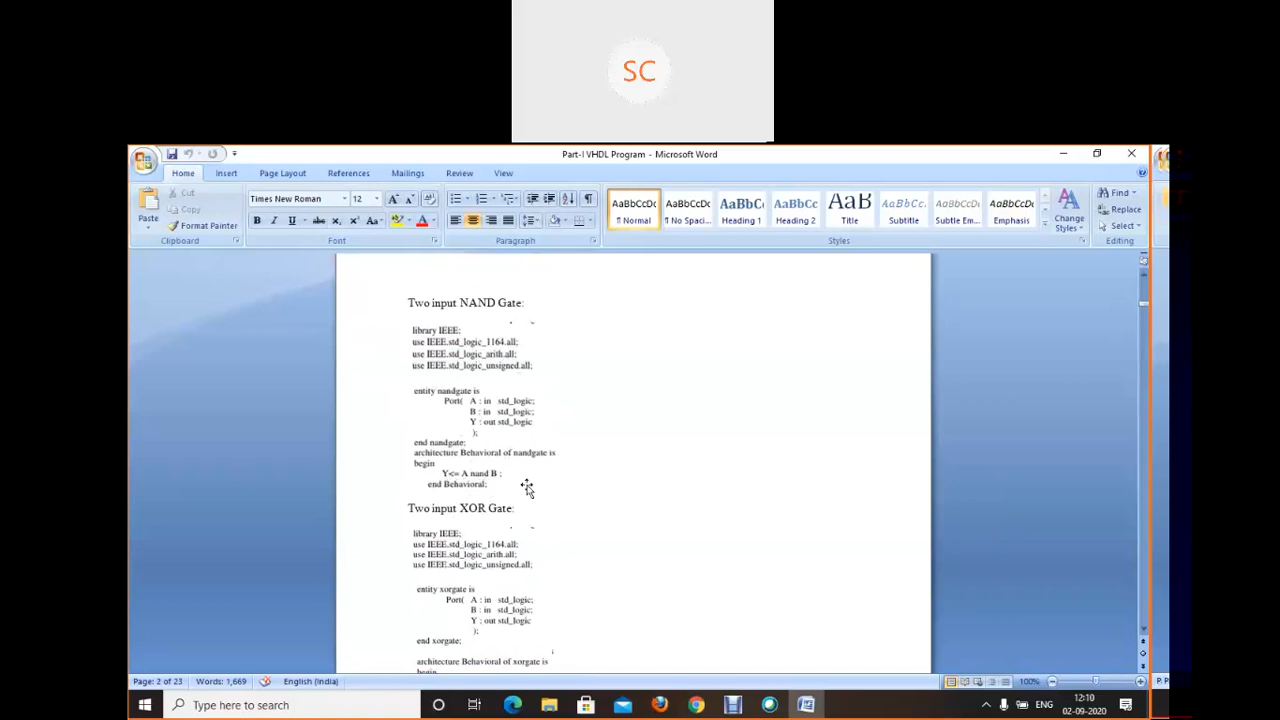 SC
Part-I VHDL Program - Microsoft Word
Home Insert Page Layout References Mailings Review View
Paste
Cut
Copy
Format Painter
Clipboard
Times New Roman 12
B I U abc x₂ x² Aa
Font
Paragraph
AaBbCcDc ¶ Normal
AaBbCcDc ¶ No Spaci...
AaBbC Heading 1
AaBbCc Heading 2
AaB Title
AaBbCc. Subtitle
AaBbCcDc Subtle Em...
AaBbCcDc Emphasis
Change Styles
Styles
Find
Replace
Select
Editing
Two input NAND Gate:
library IEEE;
use IEEE.std_logic_1164.all;
use IEEE.std_logic_arith.all;
use IEEE.std_logic_unsigned.all;
entity nandgate is
Port( A : in std_logic;
B : in std_logic;
Y : out std_logic
);
end nandgate;
architecture Behavioral of nandgate is
begin
Y<= A nand B ;
end Behavioral;
Two input XOR Gate:
library IEEE;
use IEEE.std_logic_1164.all;
use IEEE.std_logic_arith.all;
use IEEE.std_logic_unsigned.all;
entity xorgate is
Port( A : in std_logic;
B : in std_logic;
Y : out std_logic
);
end xorgate;
architecture Behavioral of xorgate is
begin
Page: 2 of 23 Words: 1,669 English (India) 100%
Type here to search
ENG
12:10
02-09-2020